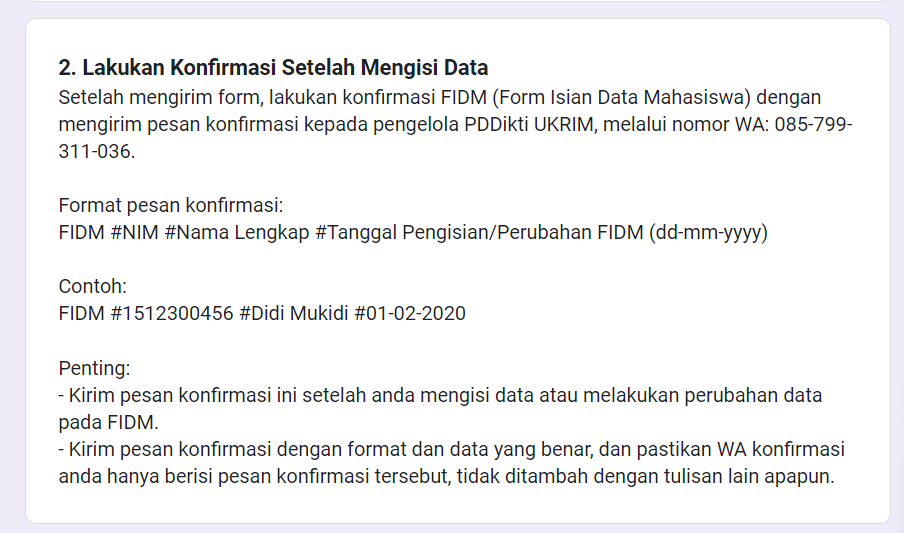 2. Lakukan Konfirmasi Setelah Mengisi Data
Setelah mengirim form, lakukan konfirmasi FIDM (Form Isian Data Mahasiswa) dengan
mengirim pesan konfirmasi kepada pengelola PDDikti UKRIM, melalui nomor WA: 085-799-
311-036.
Format pesan konfirmasi:
FIDM #NIM #Nama Lengkap #Tanggal Pengisian/Perubahan FIDM (dd-mm-yyyy)
Contoh:
FIDM #1512300456 #Didi Mukidi #01-02-2020
Penting:
- Kirim pesan konfirmasi ini setelah anda mengisi data atau melakukan perubahan data
pada FIDM.
- Kirim pesan konfirmasi dengan format dan data yang benar, dan pastikan WA konfirmasi
anda hanya berisi pesan konfirmasi tersebut, tidak ditambah dengan tulisan lain apapun.